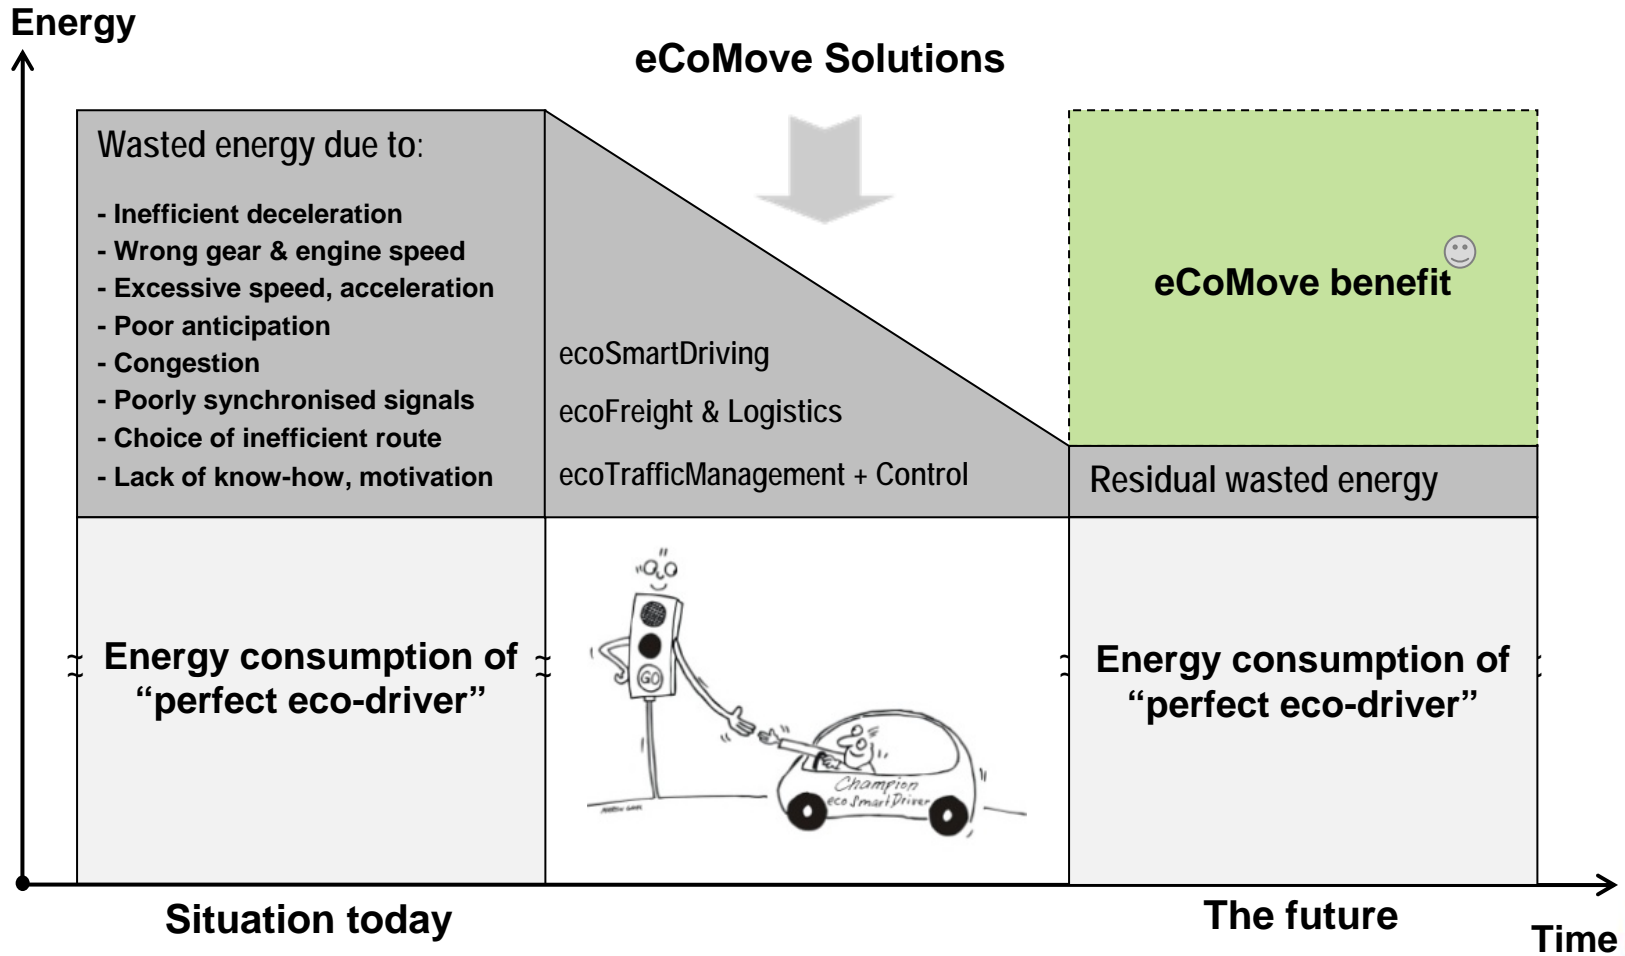 Energy
eCoMove Solutions
Wasted energy due to:
- Inefficient deceleration
- Wrong gear & engine speed
- Excessive speed, acceleration
- Poor anticipation
- Congestion
- Poorly synchronised signals
- Choice of inefficient route
- Lack of know-how, motivation
ecoSmartDriving
ecoFreight & Logistics
ecoTrafficManagement + Control
eCoMove benefit
Residual wasted energy
Energy consumption of
“perfect eco-driver”
GO
Champion
ecoSmartDriver
Energy consumption of
“perfect eco-driver”
Situation today
The future
Time